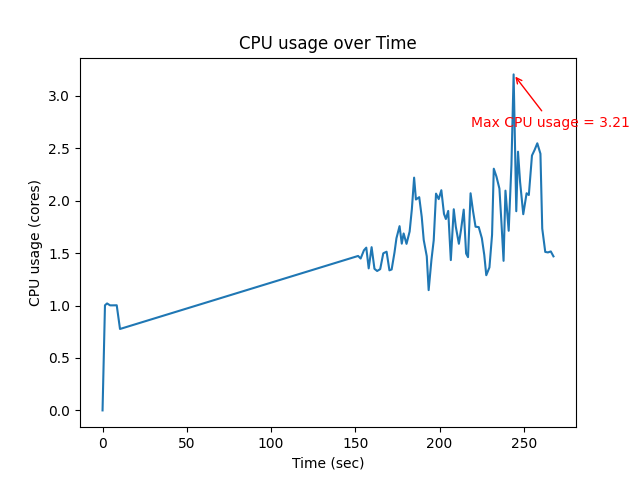 CPU usage over Time
3.0
2.5
2.0
1.5
1.0
0.5
0.0
CPU usage (cores)
Max CPU usage = 3.21
0 50 100 150 200 250
Time (sec)